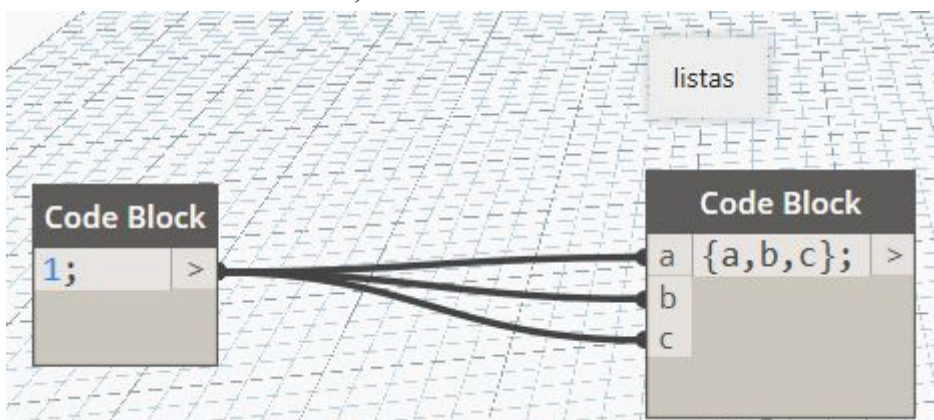 listas
Code Block
1;
>
Code Block
a
{a,b,c};
>
b
c